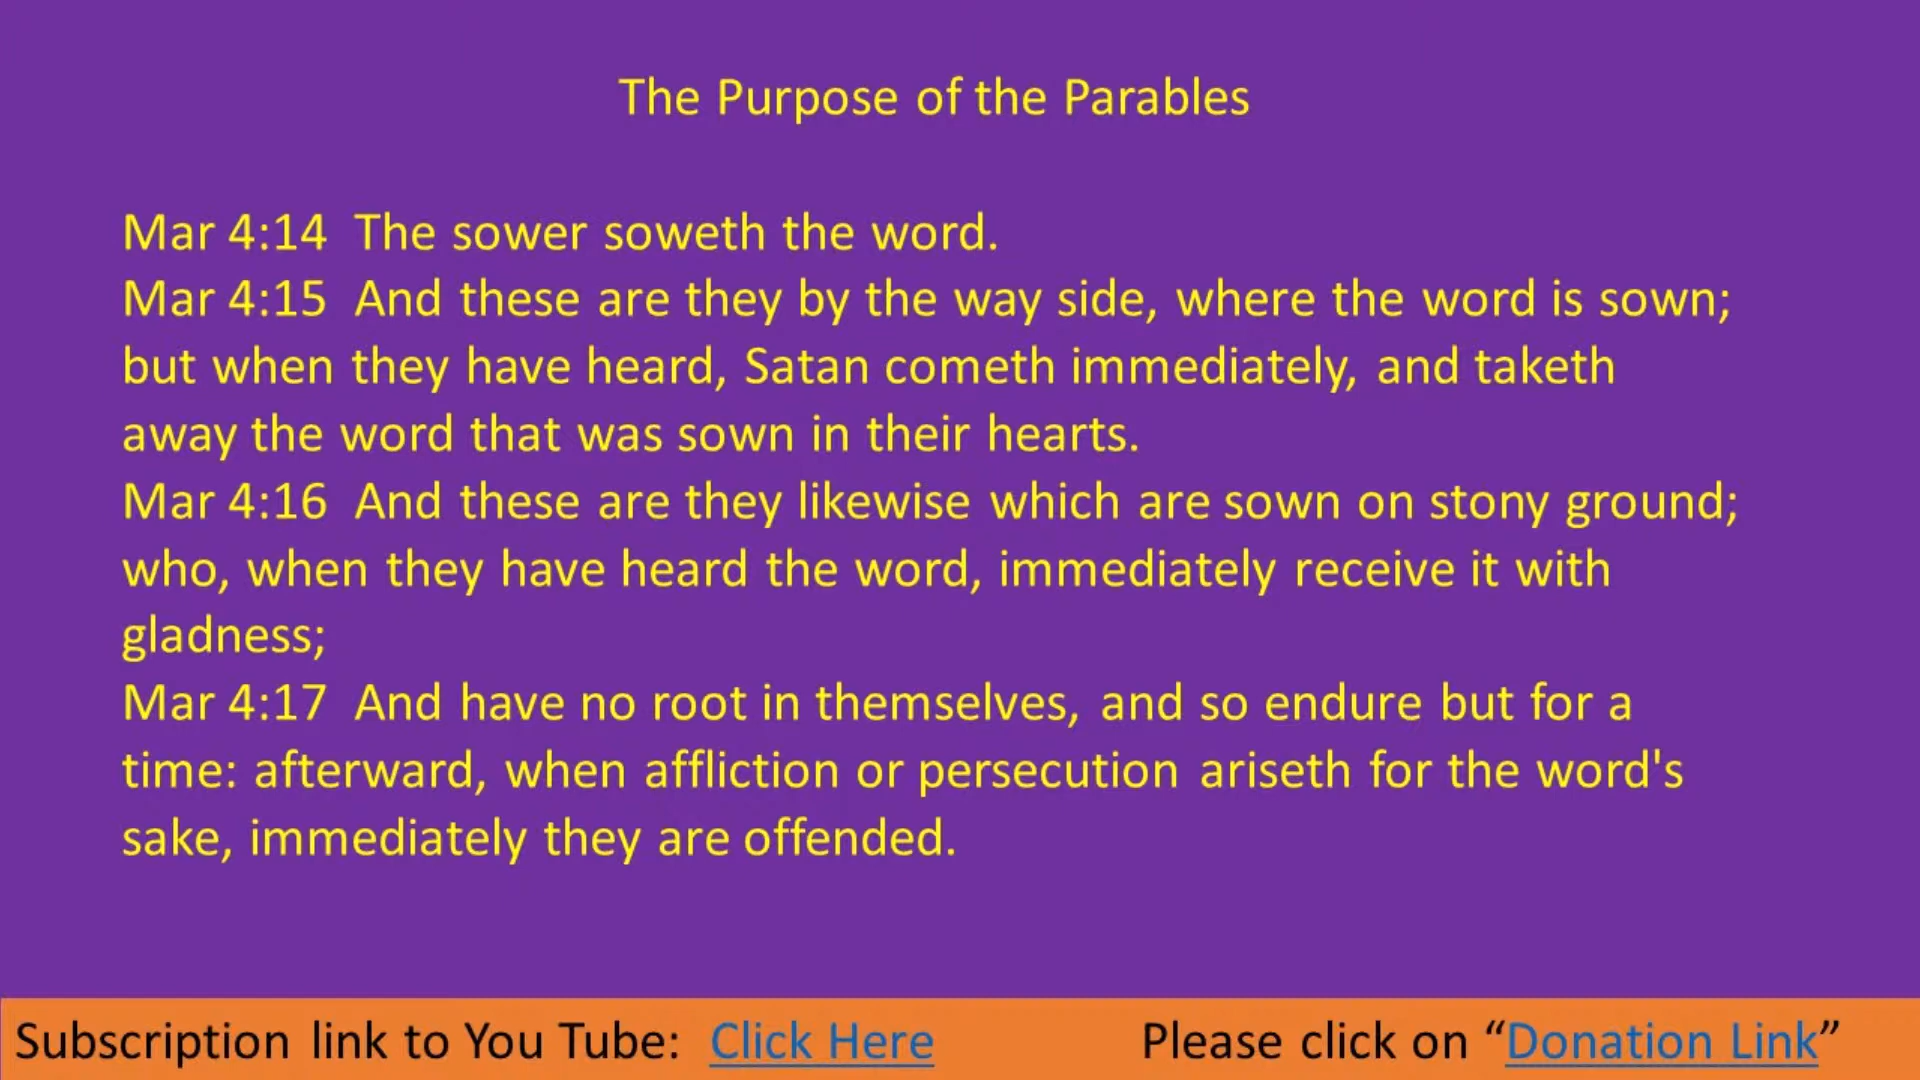 The Purpose of the Parables
Mar 4:14  The sower soweth the word.
Mar 4:15  And these are they by the way side, where the word is sown;
but when they have heard, Satan cometh immediately, and taketh
away the word that was sown in their hearts.
Mar 4:16  And these are they likewise which are sown on stony ground;
who, when they have heard the word, immediately receive it with
gladness;
Mar 4:17  And have no root in themselves, and so endure but for a
time: afterward, when affliction or persecution ariseth for the word's
sake, immediately they are offended.
Subscription link to You Tube:  Click Here    Please click on “Donation Link”